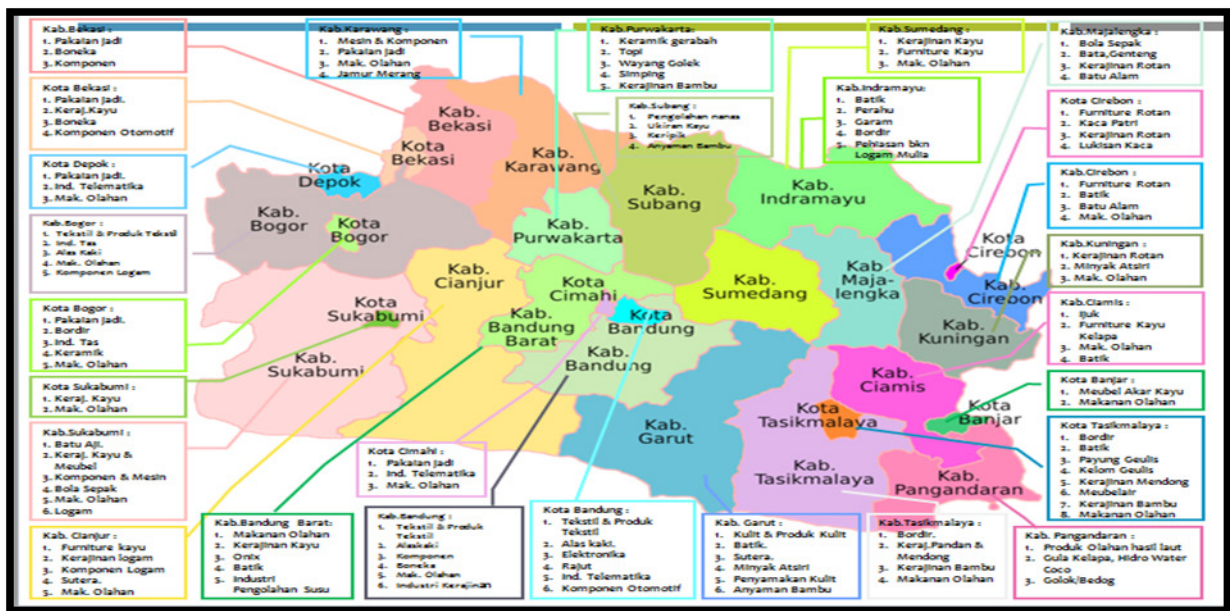 Kab.Bekasi :
1. Pakaian Jadi
2. Boneka
3. Komponen
Kab.Karawang :
1. Mesin & Komponen
2. Pakaian Jadi
3. Mak. Olahan
4. Jamur Merang
Kab.Purwakarta:
1. Keramik gerabah
2. Topi
3. Wayang Golek
4. Simping
5. Kerajinan Bambu
Kab.Sumedang :
1. Kerajinan Kayu
2. Furniture Kayu
3. Mak. Olahan
Kab.Majalengka :
1. Bola Sepak
2. Bata,Genteng
3. Kerajinan Rotan
4. Batu Alam
Kota Bekasi :
1. Pakaian Jadi.
2. Keraj.Kayu
3. Boneka
4. Komponen Otomotif
Kab.Subang :
1. Pengolahan nanas
2. Ukiran Kayu
3. Keripik
4. Anyaman Bambu
Kab.Indramayu:
1. Batik
2. Perahu
3. Garam
4. Bordir
5. Pehiasan bkn
Logam Mulia
Kota Cirebon :
1. Furniture Rotan
2. Kaca Patri
3. Kerajinan Rotan
4. Lukisan Kaca
Kota Depok :
1. Pakaian Jadi.
2. Ind. Telematika
3. Mak. Olahan
Kab.Cirebon :
1. Furniture Rotan
2. Batik
3. Batu Alam
4. Mak. Olahan
Kab.Bogor :
1. Tekstil & Produk Tekstil
2. Ind. Tas
3. Alas Kaki
4. Mak. Olahan
5. Komponen Logam
Kab.Kuningan :
1. Kerajinan Rotan
2. Minyak Atsiri
3. Mak. Olahan
Kota Bogor :
1. Pakaian Jadi.
2. Bordir
3. Ind. Tas
4. Keramik
5. Mak. Olahan
Kab.Ciamis :
1. Ijuk
2. Furniture Kayu
Kelapa
3. Mak. Olahan
4. Batik
Kota Sukabumi :
1. Keraj. Kayu
2. Mak. Olahan
Kota Banjar :
1. Meubel Akar Kayu
2. Makanan Olahan
Kab.Sukabumi :
1. Batu Aji.
2. Keraj. Kayu &
Meubel
3. Komponen & Mesin
4. Bola Sepak
5. Mak. Olahan
6. Logam
Kota Tasikmalaya :
1. Bordir
2. Batik
3. Payung Geulis
4. Kelom Geulis
5. Kerajinan Mendong
6. Meubelair
7. Kerajinan Bambu
8. Makanan Olahan
Kab. Cianjur :
1. Furniture kayu
2. Kerajinan logam
3. Komponen Logam
4. Sutera.
5. Mak. Olahan
Kab.Bandung Barat:
1. Makanan Olahan
2. Kerajinan Kayu
3. Onix
4. Batik
5. Industri
Pengolahan Susu
Kota Cimahi :
1. Pakaian Jadi
2. Ind. Telematika
3. Mak. Olahan
Kab.Bandung :
1. Tekstil & Produk
Tekstil
2. Alaskaki
3. Komponen
4. Boneka
5. Mak. Olahan
6. Industri Kerajinan
Kota Bandung :
1. Tekstil & Produk
Tekstil
2. Alas kaki.
3. Elektronika
4. Rajut
5. Ind. Telematika
6. Komponen Otomotif
Kab. Garut :
1. Kulit & Produk Kulit
2. Batik.
3. Sutera.
4. Minyak Atsiri
5. Penyamakan Kulit
6. Anyaman Bambu
Kab.Tasikmalaya :
1. Bordir.
2. Keraj.Pandan &
Mendong
3. Kerajinan Bambu
4. Makanan Olahan
Kab. Pangandaran :
1. Produk Olahan hasil laut
2. Gula Kelapa, Hidro Water
Coco
3. Golok/Bedog
Kab.
Bekasi
Kota
Bekasi
Kab.
Karawang
Kota
Depok
Kab.
Bogor
Kota
Bogor
Kab.
Purwakarta
Kab.
Subang
Kab.
Indramayu
Kab.
Cianjur
Kota
Cimahi
Kab.
Sumedang
Kab.
Maja-
lengka
Kota
Cirebon
Kab.
Cirebon
Kota
Sukabumi
Kab.
Sukabumi
Kab.
Bandung
Barat
Kota
Bandung
Kab.
Bandung
Kab.
Kuningan
Kab.
Ciamis
Kab.
Garut
Kota
Tasikmalaya
Kota
Banjar
Kab.
Tasikmalaya
Kab.
Pangandaran